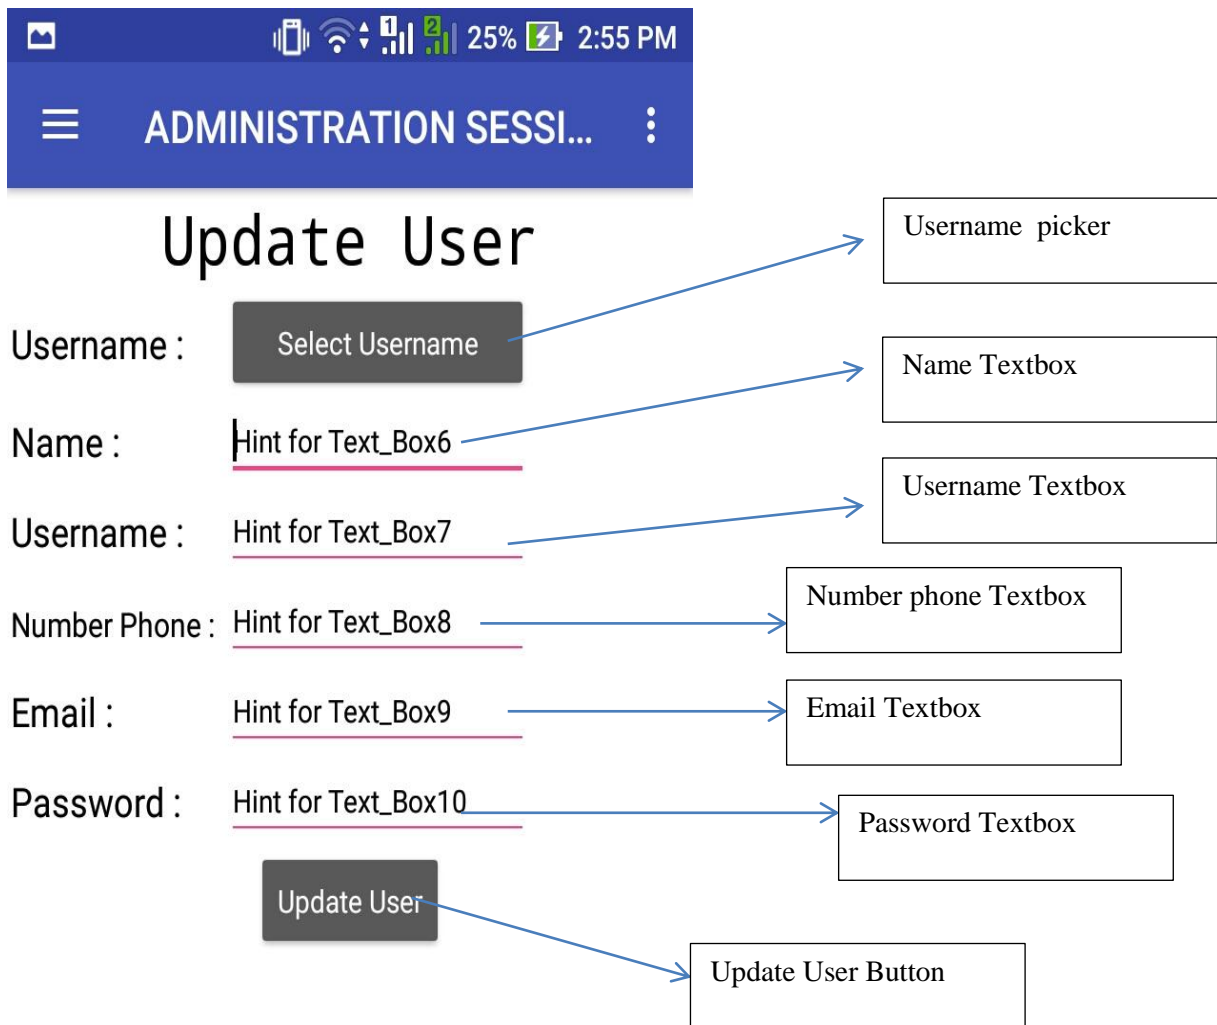 1 2 25% 2:55 PM
ADMINISTRATION SESSI...
Update User
Username picker
Username : Select Username
Name Textbox
Name : Hint for Text_Box6
Username Textbox
Username : Hint for Text_Box7
Number phone Textbox
Number Phone : Hint for Text_Box8
Email : Hint for Text_Box9 Email Textbox
Password : Hint for Text_Box10
Password Textbox
Update User
Update User Button